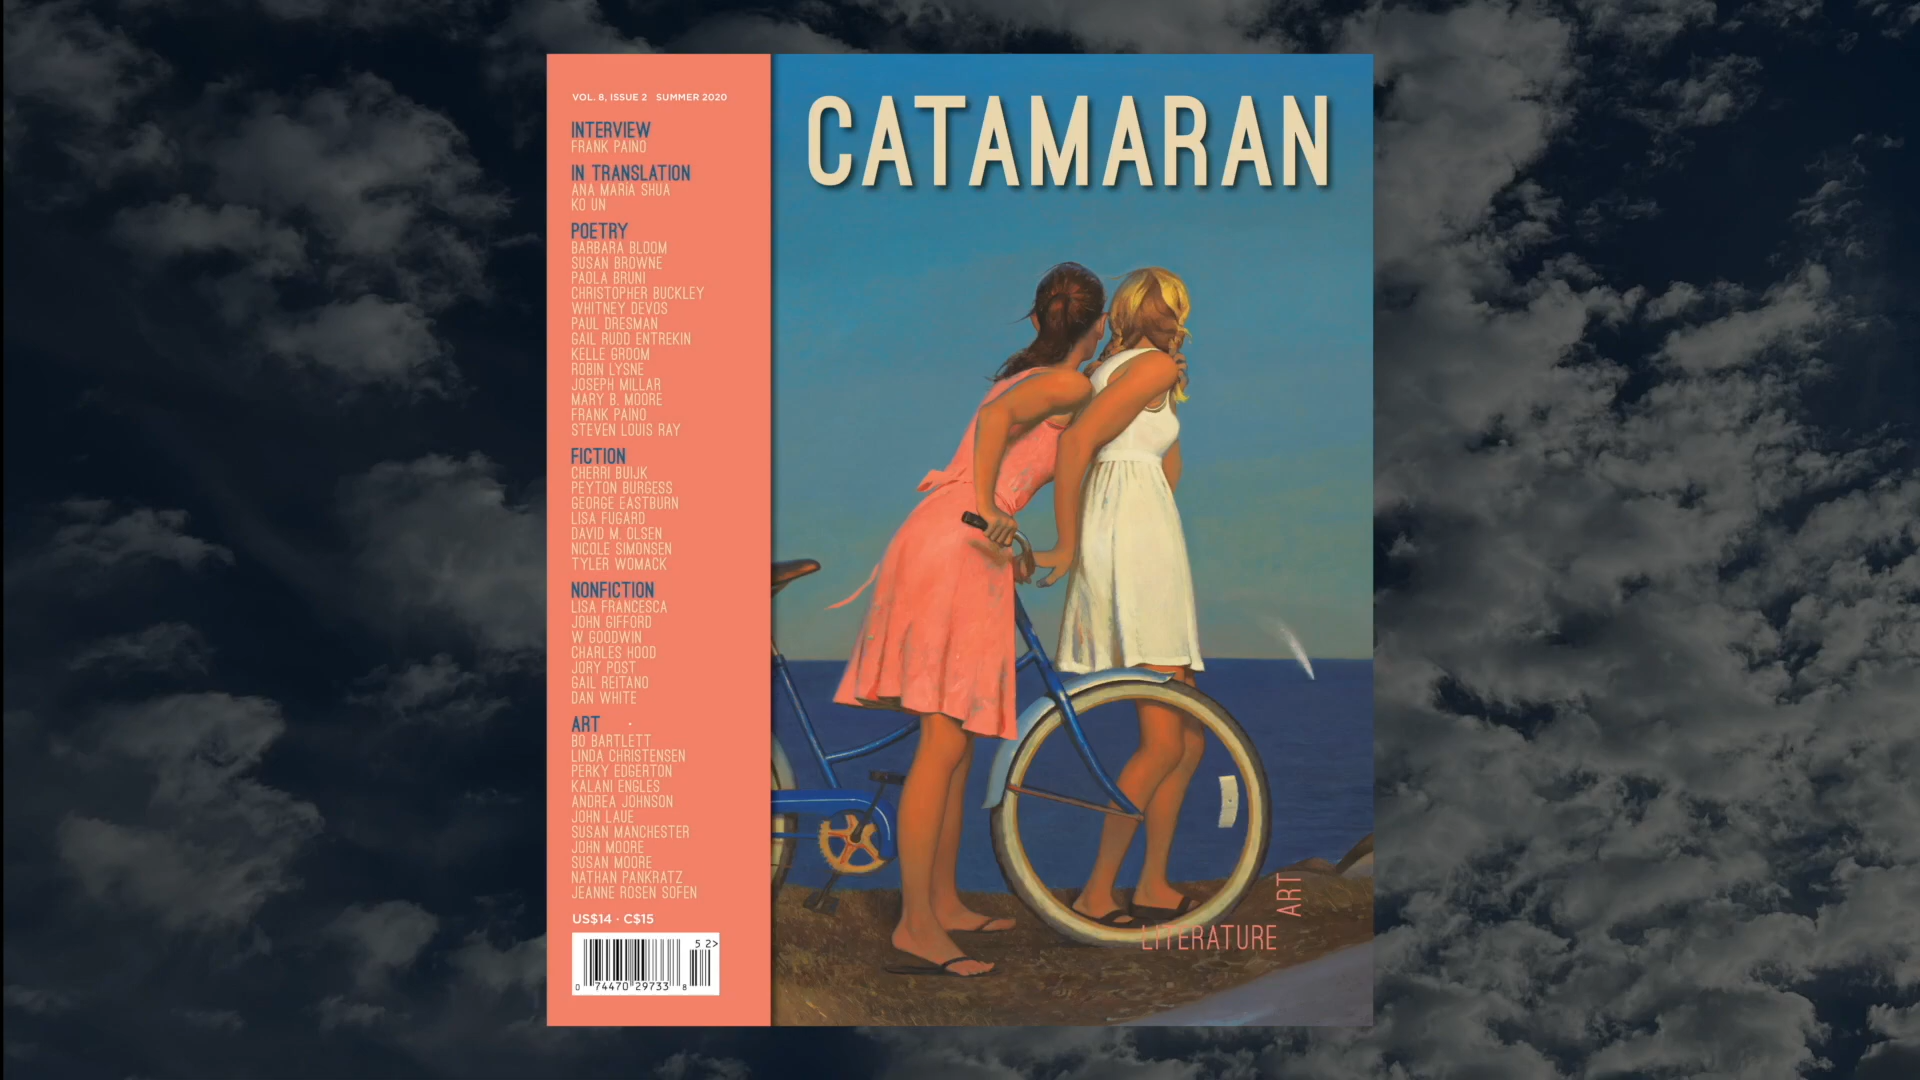 VOL. 8, ISSUE 2 SUMMER 2020
INTERVIEW
FRANK PAINO
IN TRANSLATION
ANA MARÍA SHUA
KO UN
POETRY
BARBARA BLOOM
SUSAN BROWNE
PAOLA BRUNI
CHRISTOPHER BUCKLEY
WHITNEY DEVOS
PAUL DRESMAN
GAIL RUDD ENTREKIN
KELLE GROOM
ROBIN LYSNE
JOSEPH MILLAR
MARY B. MOORE
FRANK PAINO
STEVEN LOUIS RAY
FICTION
CHERRI BUIJK
PEYTON BURGESS
GEORGE EASTBURN
LISA FUGARD
DAVID M. OLSEN
NICOLE SIMONSEN
TYLER WOMACK
NONFICTION
LISA FRANCESCA
JOHN GIFFORD
W GOODWIN
CHARLES HOOD
JORY POST
GAIL REITANO
DAN WHITE
ART
BO BARTLETT
LINDA CHRISTENSEN
PERKY EDGERTON
KALANI ENGLES
ANDREA JOHNSON
JOHN LAUE
SUSAN MANCHESTER
JOHN MOORE
SUSAN MOORE
NATHAN PANKRATZ
JEANNE ROSEN SOFEN
US$14 · C$15
5 2>
0 74470 29733 8
CATAMARAN
ART
LITERATURE